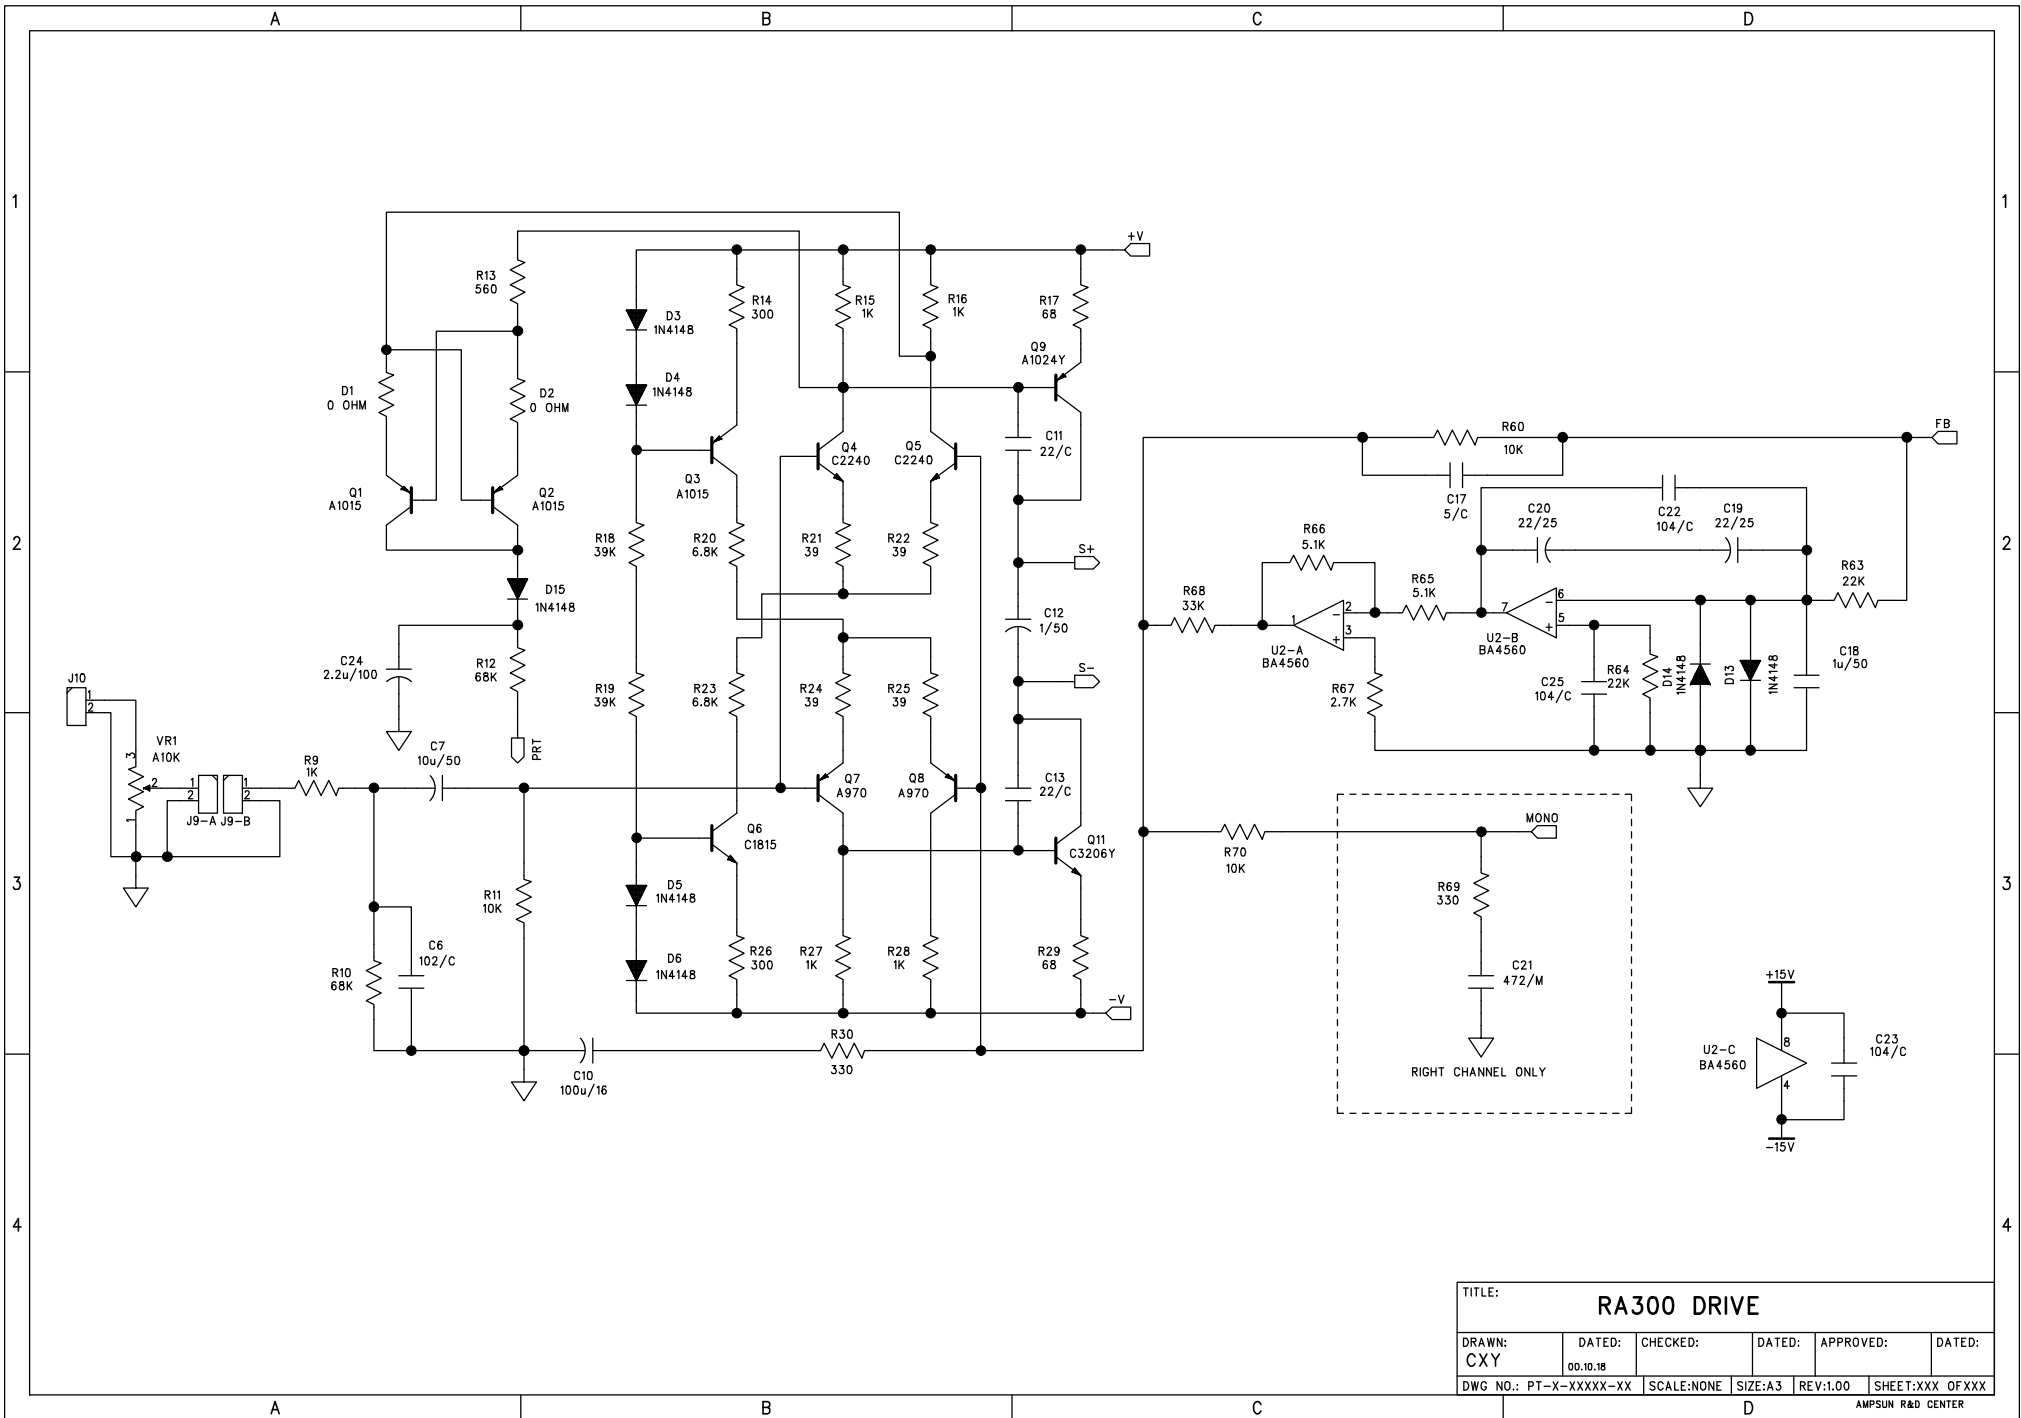 A
B
C
D
1
2
3
4
1
2
3
4
+V
R13
560
R14
300
R15
1K
R16
1K
R17
68
D3
1N4148
Q9
A1024Y
D1
0 OHM
D2
0 OHM
D4
1N4148
C11
22/C
R60
10K
FB
Q4
C2240
Q5
C2240
Q3
A1015
Q1
A1015
Q2
A1015
C17
5/C
C20
22/25
C22
104/C
C19
22/25
R18
39K
R20
6.8K
R21
39
R22
39
S+
R66
5.1K
R63
22K
D15
1N4148
R68
33K
R65
5.1K
C12
1/50
1
2
3
-
+
U2-A
BA4560
7
6
5
-
+
U2-B
BA4560
C24
2.2u/100
R12
68K
R19
39K
R23
6.8K
R24
39
R25
39
S-
R67
2.7K
C25
104/C
R64
22K
D14
1N4148
D13
1N4148
C18
1u/50
J10
1
2
PRT
VR1
A10K
3
2
1
1
2
1
2
J9-A
J9-B
R9
1K
C7
10u/50
Q7
A970
Q8
A970
C13
22/C
Q6
C1815
Q11
C3206Y
MONO
R70
10K
R69
330
R11
10K
D5
1N4148
C6
102/C
R10
68K
D6
1N4148
R26
300
R27
1K
R28
1K
R29
68
-V
C21
472/M
+15V
R30
330
C10
100u/16
RIGHT CHANNEL ONLY
U2-C
BA4560
8
4
C23
104/C
-15V
TITLE:
RA300 DRIVE
DRAWN:
CXY
DATED:
00.10.18
CHECKED:
DATED:
APPROVED:
DATED:
DWG NO.: PT-X-XXXXX-XX
SCALE:NONE
SIZE:A3
REV:1.00
SHEET:XXX OFXXX
A
B
C
D
AMPSUN R&D CENTER